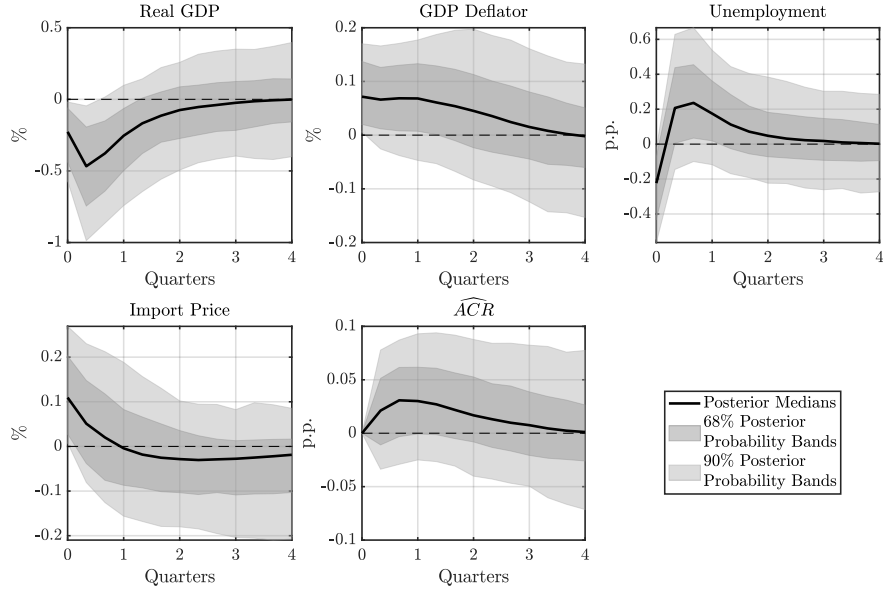 Real GDP
GDP Deflator
Unemployment
0.5
0
-0.5
-1
%
0 1 2 3 4
Quarters
0.2
0.1
0
-0.1
-0.2
%
0 1 2 3 4
Quarters
0.6
0.4
0.2
0
-0.2
-0.4
p.p.
0 1 2 3 4
Quarters
Import Price
ACR
0.2
0.1
0
-0.1
-0.2
%
0 1 2 3 4
Quarters
0.1
0.05
0
-0.05
-0.1
p.p.
0 1 2 3 4
Quarters
Posterior Medians
68% Posterior
Probability Bands
90% Posterior
Probability Bands